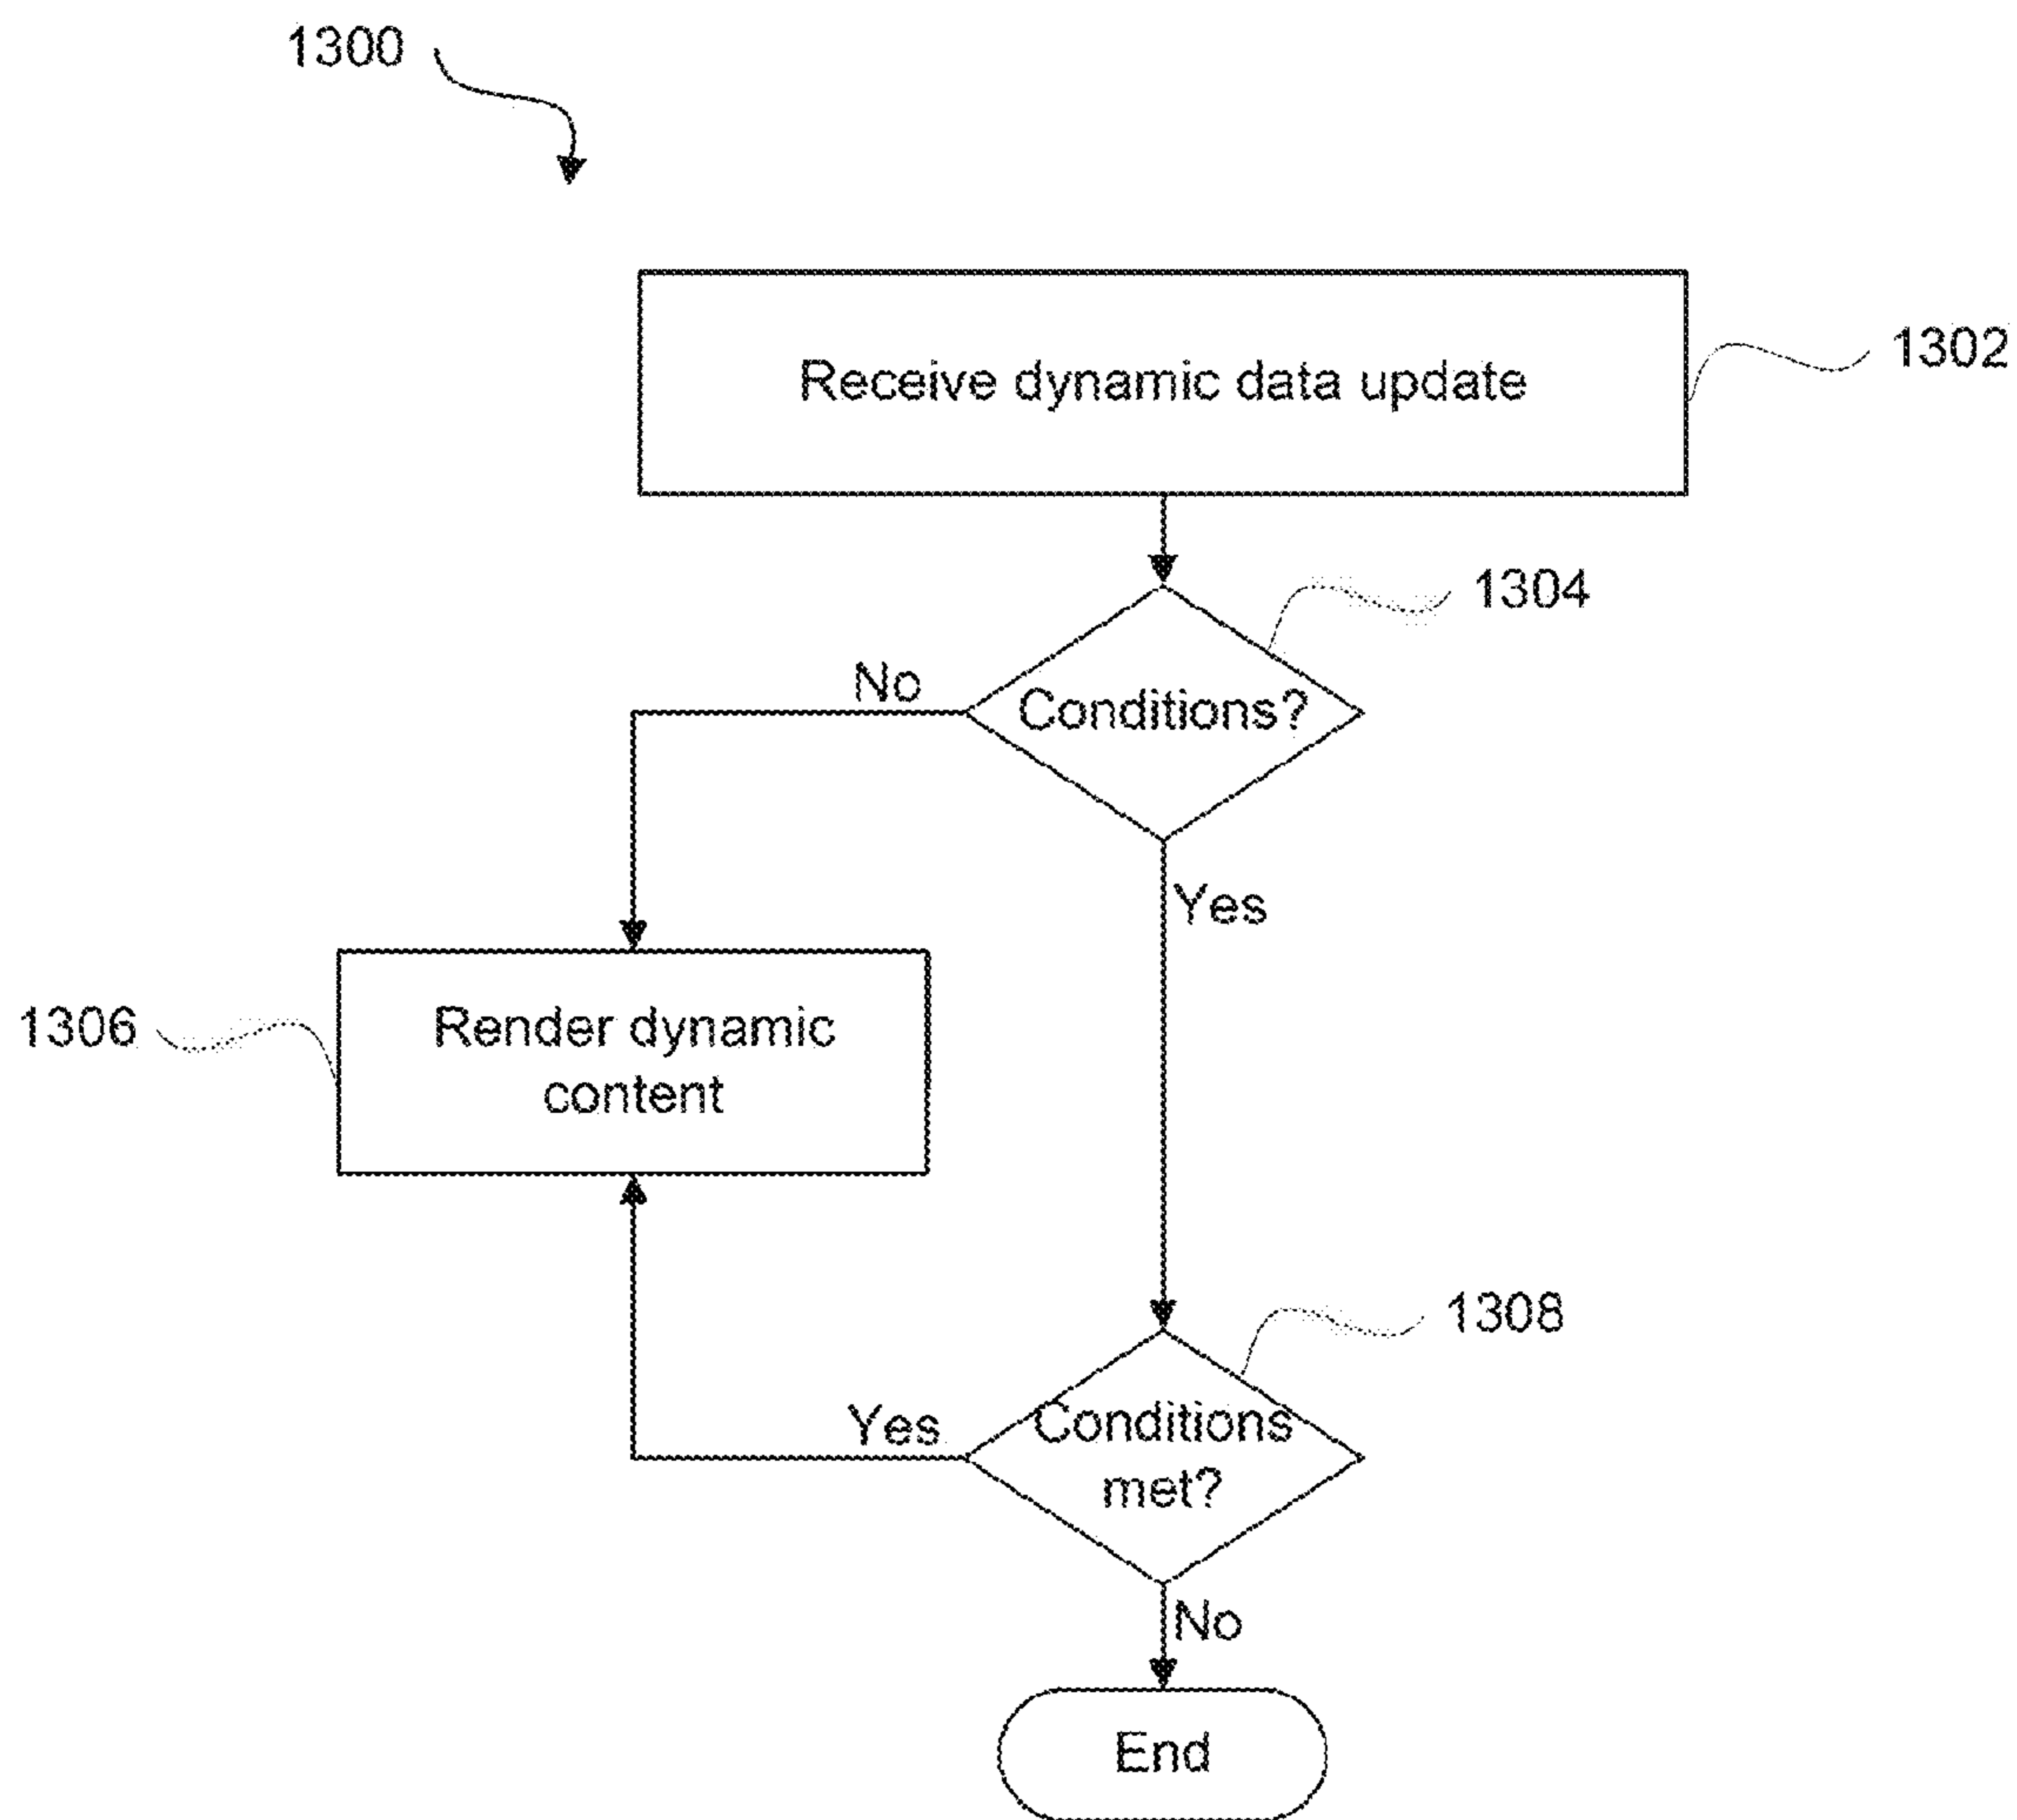 1300
Receive dynamic data update
1302
1304
No
Conditions?
Yes
1306
Render dynamic
content
1308
Yes
Conditions
met?
No
End